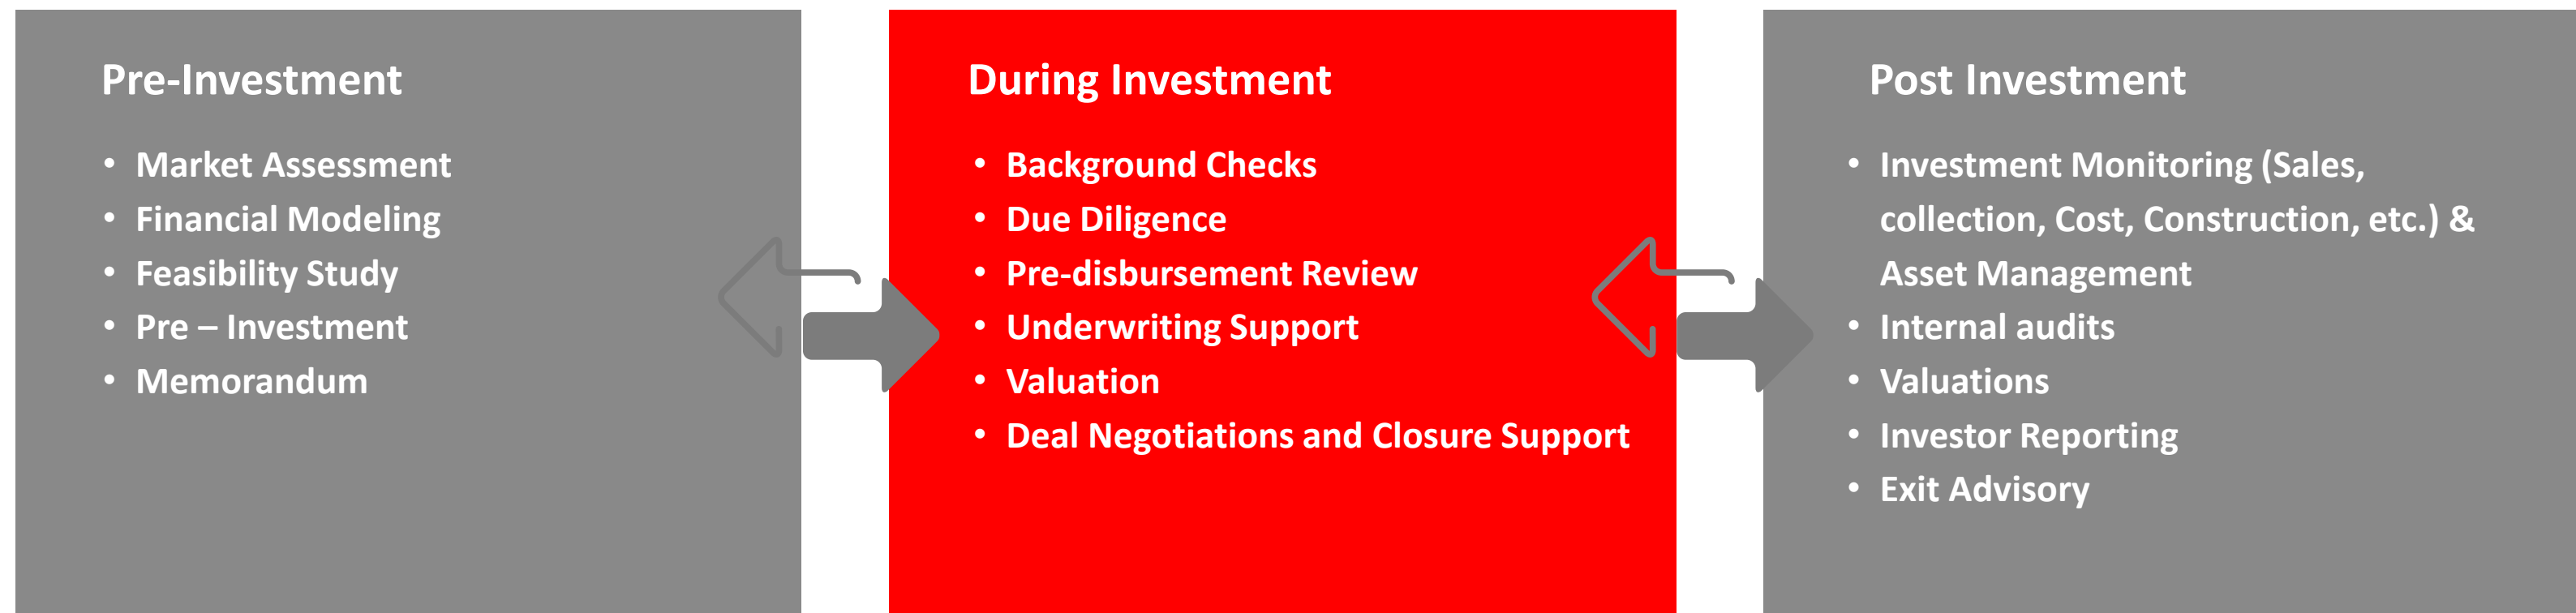 Pre-Investment
• Market Assessment
• Financial Modeling
• Feasibility Study
• Pre – Investment
• Memorandum
During Investment
• Background Checks
• Due Diligence
• Pre-disbursement Review
• Underwriting Support
• Valuation
• Deal Negotiations and Closure Support
Post Investment
• Investment Monitoring (Sales,
collection, Cost, Construction, etc.) &
Asset Management
• Internal audits
• Valuations
• Investor Reporting
• Exit Advisory